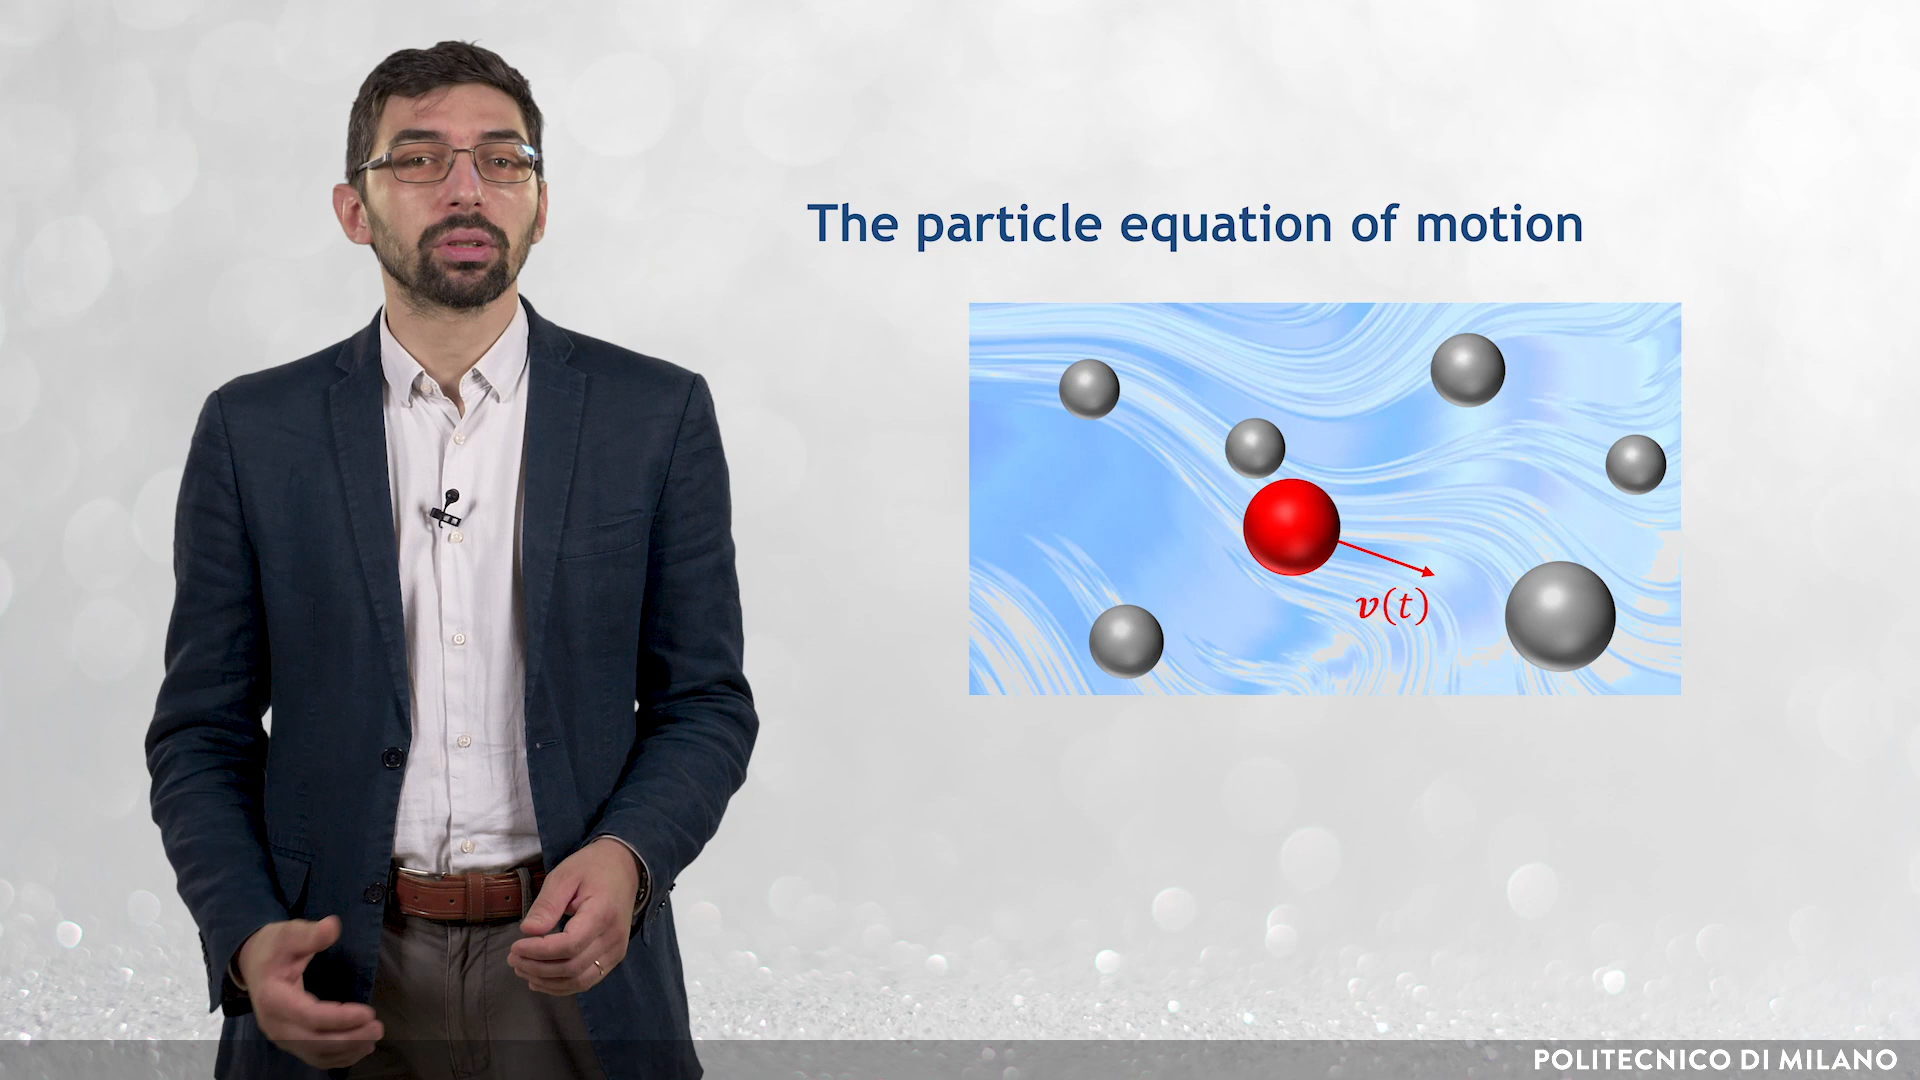 The particle equation of motion
v(t)
POLITECNICO DI MILANO